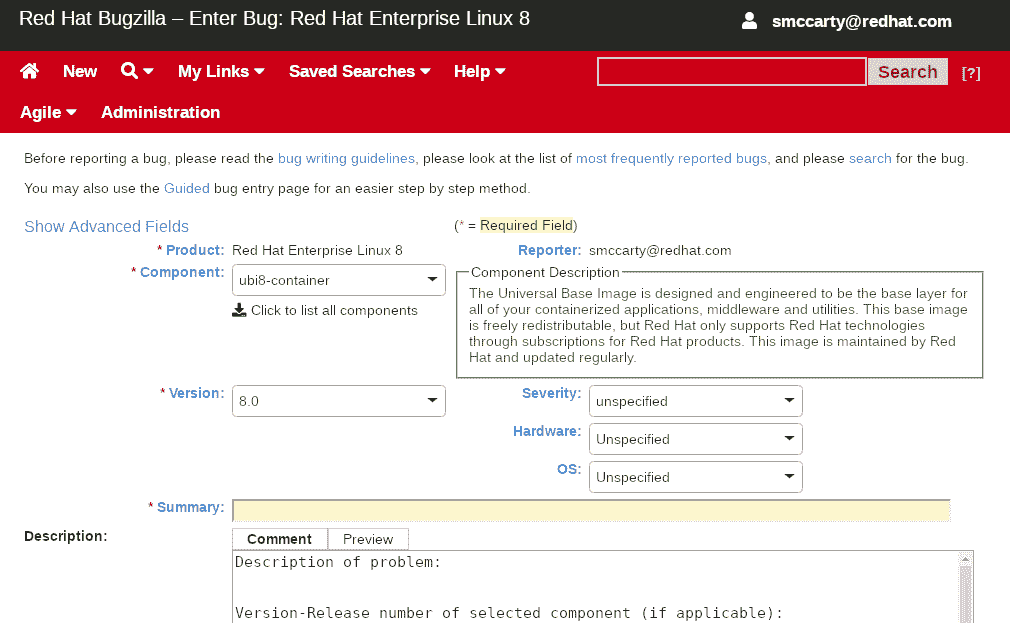 Red Hat Bugzilla – Enter Bug: Red Hat Enterprise Linux 8
smccarty@redhat.com
New
My Links
Saved Searches
Help
Search
[?]
Agile
Administration
Before reporting a bug, please read the bug writing guidelines, please look at the list of most frequently reported bugs, and please search for the bug.
You may also use the Guided bug entry page for an easier step by step method.
Show Advanced Fields
(* = Required Field)
* Product: Red Hat Enterprise Linux 8
Reporter: smccarty@redhat.com
* Component: ubi8-container
Click to list all components
Component Description
The Universal Base Image is designed and engineered to be the base layer for
all of your containerized applications, middleware and utilities. This base image
is freely redistributable, but Red Hat only supports Red Hat technologies
through subscriptions for Red Hat products. This image is maintained by Red
Hat and updated regularly.
* Version: 8.0
Severity: unspecified
Hardware: Unspecified
OS: Unspecified
* Summary:
Description:
Comment
Preview
Description of problem:
Version-Release number of selected component (if applicable):